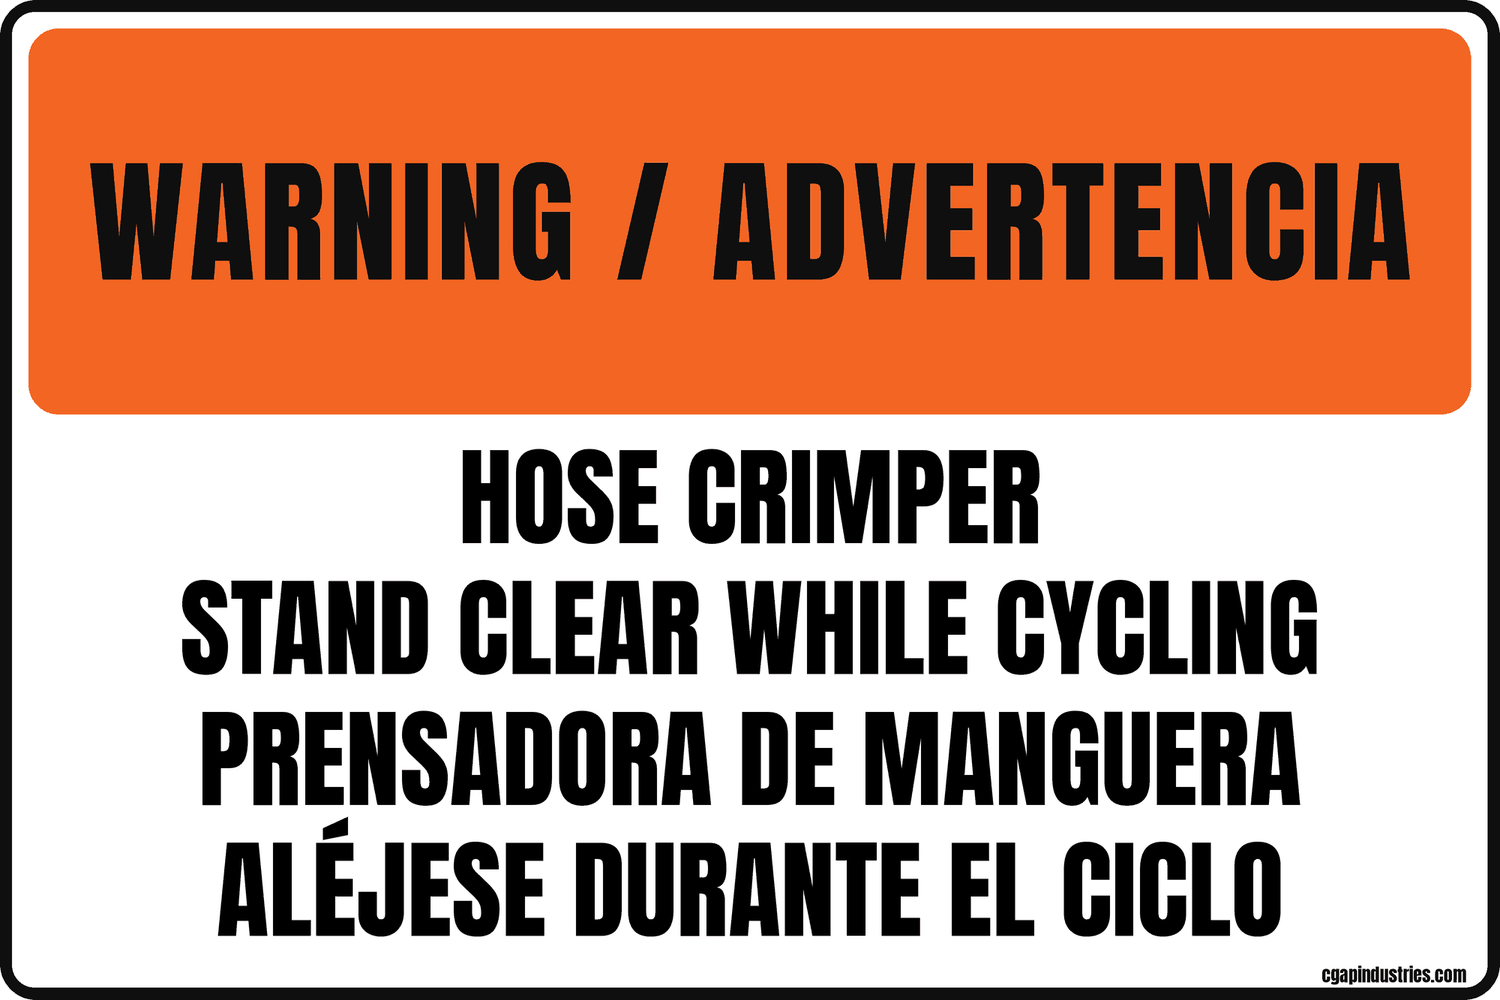 WARNING / ADVERTENCIA
HOSE CRIMPER
STAND CLEAR WHILE CYCLING
PRENSADORA DE MANGUERA
ALÉJESE DURANTE EL CICLO
cgapindustries.com